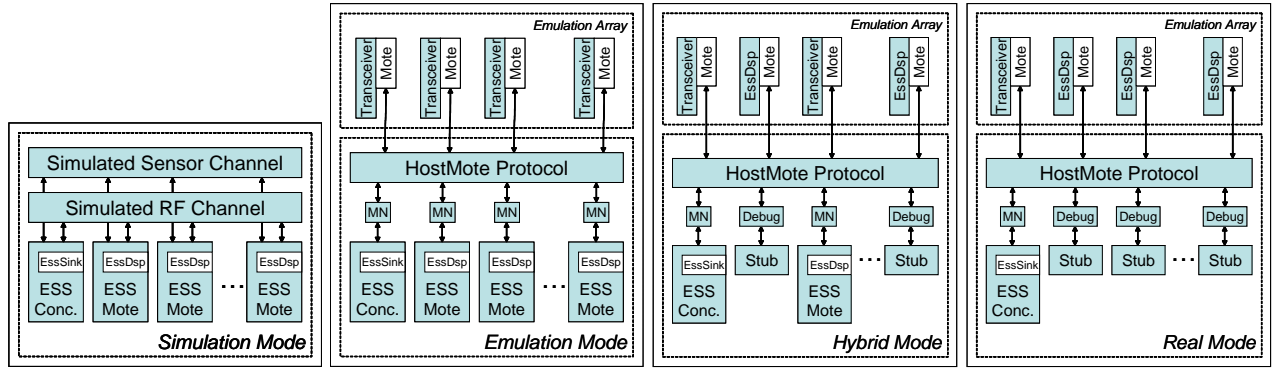 Simulated Sensor Channel
Simulated RF Channel
EssSink EssDsp EssDsp EssDsp
ESS Conc. ESS Mote ESS Mote ... ESS Mote
Simulation Mode
Emulation Array
Transceiver Mote Transceiver Mote Transceiver Mote Transceiver Mote
HostMote Protocol
MN MN MN MN
EssSink EssDsp EssDsp EssDsp
ESS Conc. ESS Mote ESS Mote ... ESS Mote
Emulation Mode
Emulation Array
Transceiver Mote EssDsp Mote Transceiver Mote EssDsp Mote
HostMote Protocol
MN Debug MN Debug
EssSink Stub EssDsp ... Stub
ESS Conc. ESS Mote
Hybrid Mode
Emulation Array
Transceiver Mote EssDsp Mote EssDsp Mote EssDsp Mote
HostMote Protocol
MN Debug Debug Debug
EssSink Stub Stub ... Stub
ESS Conc.
Real Mode